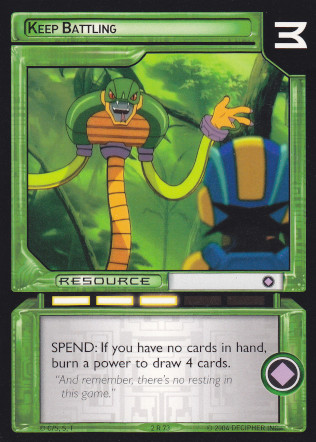 KEEP BATTLING
3
RESOURCE
SPEND: If you have no cards in hand,
burn a power to draw 4 cards.
"And remember, there's no resting in
this game."
© 2004 DECIPHER INC.